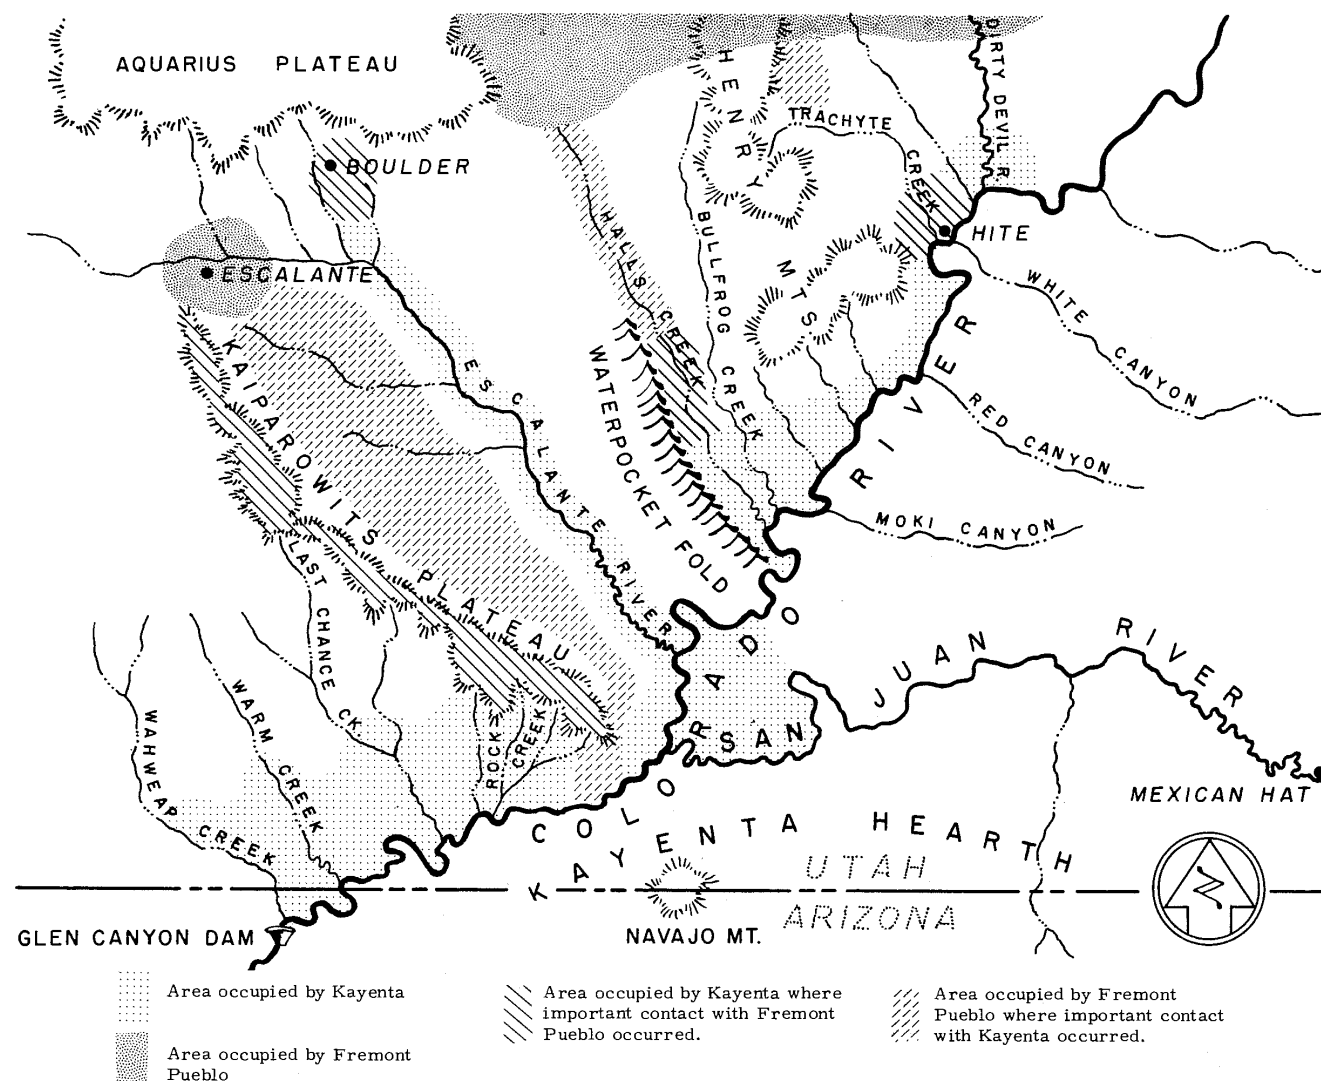 AQUARIUS PLATEAU
HENRY
MTS
DIRTY DEVIL R
TRACHYTE
CREEK
BOULDER
HITE
ESCALANTE
HALLS CREEK
BULLFROG CREEK
WHITE CANYON
RED CANYON
MOKI CANYON
KAIPAROWITS PLATEAU
ESCALANTE RIVER
WATERPOCKET FOLD
COLORADO RIVER
LAST CHANCE CK.
SAN JUAN RIVER
WAHWEAP CREEK
WARM CREEK
ROCK CREEK
MEXICAN HAT
KAYENTA HEARTH
UTAH
ARIZONA
GLEN CANYON DAM
NAVAJO MT.
Area occupied by Kayenta
Area occupied by Fremont
Pueblo
Area occupied by Kayenta where
important contact with Fremont
Pueblo occurred.
Area occupied by Fremont
Pueblo where important contact
with Kayenta occurred.